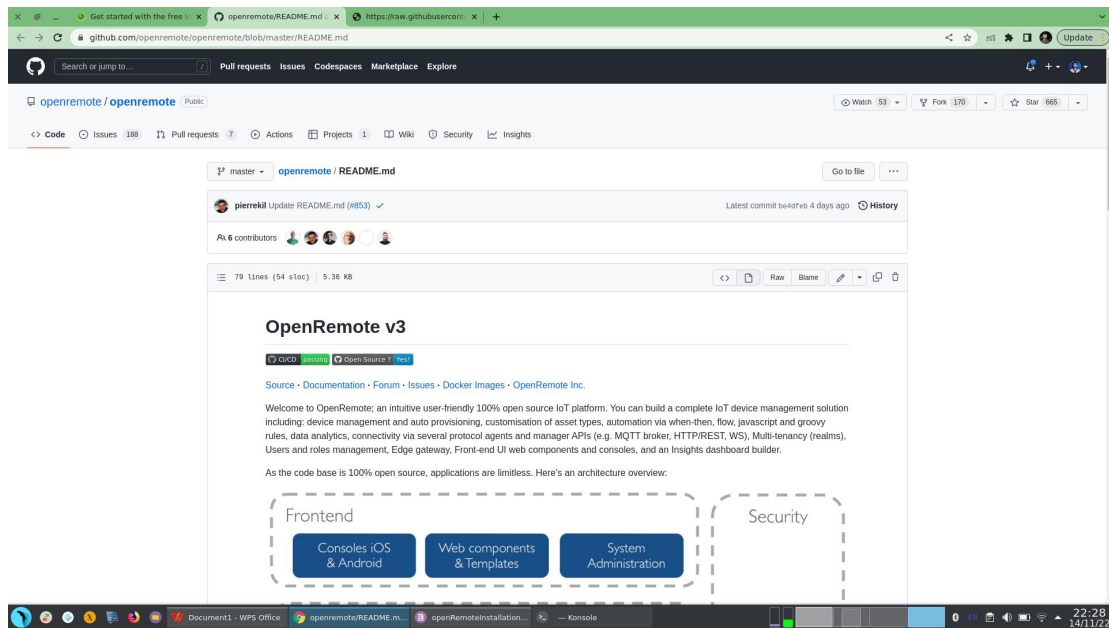 Get started with the free I
openremote/README.md a
https://raw.githubuserconte
github.com/openremote/openremote/blob/master/README.md
Update
Search or jump to...
/
Pull requests Issues Codespaces Marketplace Explore
openremote / openremote Public
Watch 53
Fork 170
Star 665
Code
Issues 188
Pull requests 7
Actions
Projects 1
Wiki
Security
Insights
master
openremote / README.md
Go to file
...
pierrekil Update README.md (#853)
Latest commit be4dfeb 4 days ago
History
6 contributors
79 lines (54 sloc) 5.36 KB
<>
Raw
Blame
OpenRemote v3
CI/CD passing
Open Source ? Yes!
Source · Documentation · Forum · Issues · Docker Images · OpenRemote Inc.
Welcome to OpenRemote; an intuitive user-friendly 100% open source IoT platform. You can build a complete IoT device management solution
including: device management and auto provisioning, customisation of asset types, automation via when-then, flow, javascript and groovy
rules, data analytics, connectivity via several protocol agents and manager APIs (e.g. MQTT broker, HTTP/REST, WS), Multi-tenancy (realms),
Users and roles management, Edge gateway, Front-end UI web components and consoles, and an Insights dashboard builder.
As the code base is 100% open source, applications are limitless. Here's an architecture overview:
Frontend
Security
Consoles iOS
& Android
Web components
& Templates
System
Administration
Document1 - WPS Office
openremote/README.m...
openRemoteInstallation...
— Konsole
22:28
14/11/22